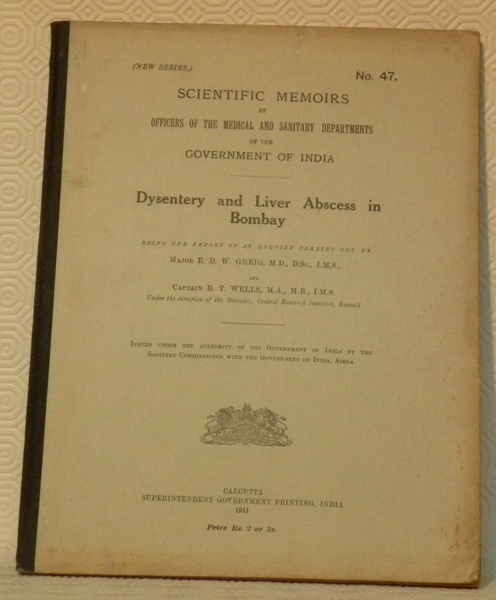 (NEW SERIES.)
No. 47.
SCIENTIFIC MEMOIRS
BY
OFFICERS OF THE MEDICAL AND SANITARY DEPARTMENTS
OF THE
GOVERNMENT OF INDIA
Dysentery and Liver Abscess in
Bombay
BEING THE REPORT OF AN ENQUIRY CARRIED OUT BY
MAJOR E. D. W. GREIG, M.D., D.Sc., I.M.S.,
AND
CAPTAIN R. T. WELLS, M.A., M.B., I.M.S.
Under the direction of the Director, Central Research Institute, Kasauli
ISSUED UNDER THE AUTHORITY OF THE GOVERNMENT OF INDIA BY THE
SANITARY COMMISSIONER WITH THE GOVERNMENT OF INDIA, SIMLA
CALCUTTA
SUPERINTENDENT GOVERNMENT PRINTING, INDIA
1911
Price Rs. 2 or 3s.